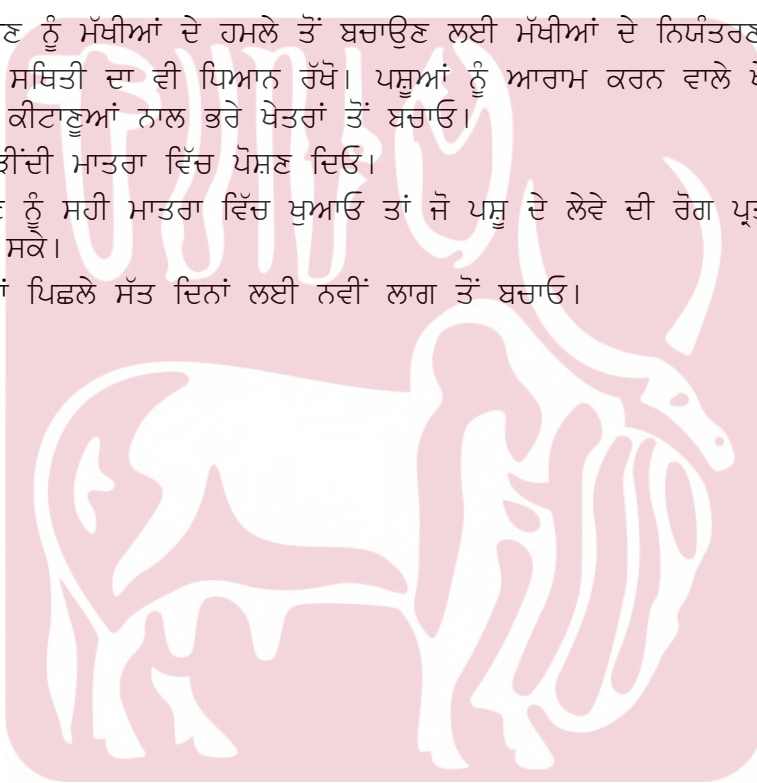 ਨੂੰ ਮੱਖੀਆਂ ਦੇ ਹਮਲੇ ਤੋਂ ਬਚਾਉਣ ਲਈ ਮੱਖੀਆਂ ਦੇ ਨਿਯੰਤਰਣ
ਸਥਿਤੀ ਦਾ ਵੀ ਧਿਆਨ ਰੱਖੋ। ਪਸ਼ੂਆਂ ਨੂੰ ਆਰਾਮ ਕਰਨ ਵਾਲੇ
ਕੀਟਾਣੂਆਂ ਨਾਲ ਭਰੇ ਖੇਤਰਾਂ ਤੋਂ ਬਚਾਓ।
ਮਾਤਰਾ ਵਿੱਚ ਪੋਸ਼ਣ ਦਿਓ।
ਨੂੰ ਸਹੀ ਮਾਤਰਾ ਵਿੱਚ ਖੁਆਓ ਤਾਂ ਜੋ ਪਸ਼ੂ ਦੇ ਲੇਵੇ ਦੀ ਰੋਗ
ਸਕੇ।
ਪਿਛਲੇ ਸੱਤ ਦਿਨਾਂ ਲਈ ਨਵੀਂ ਲਾਗ ਤੋਂ ਬਚਾਓ।